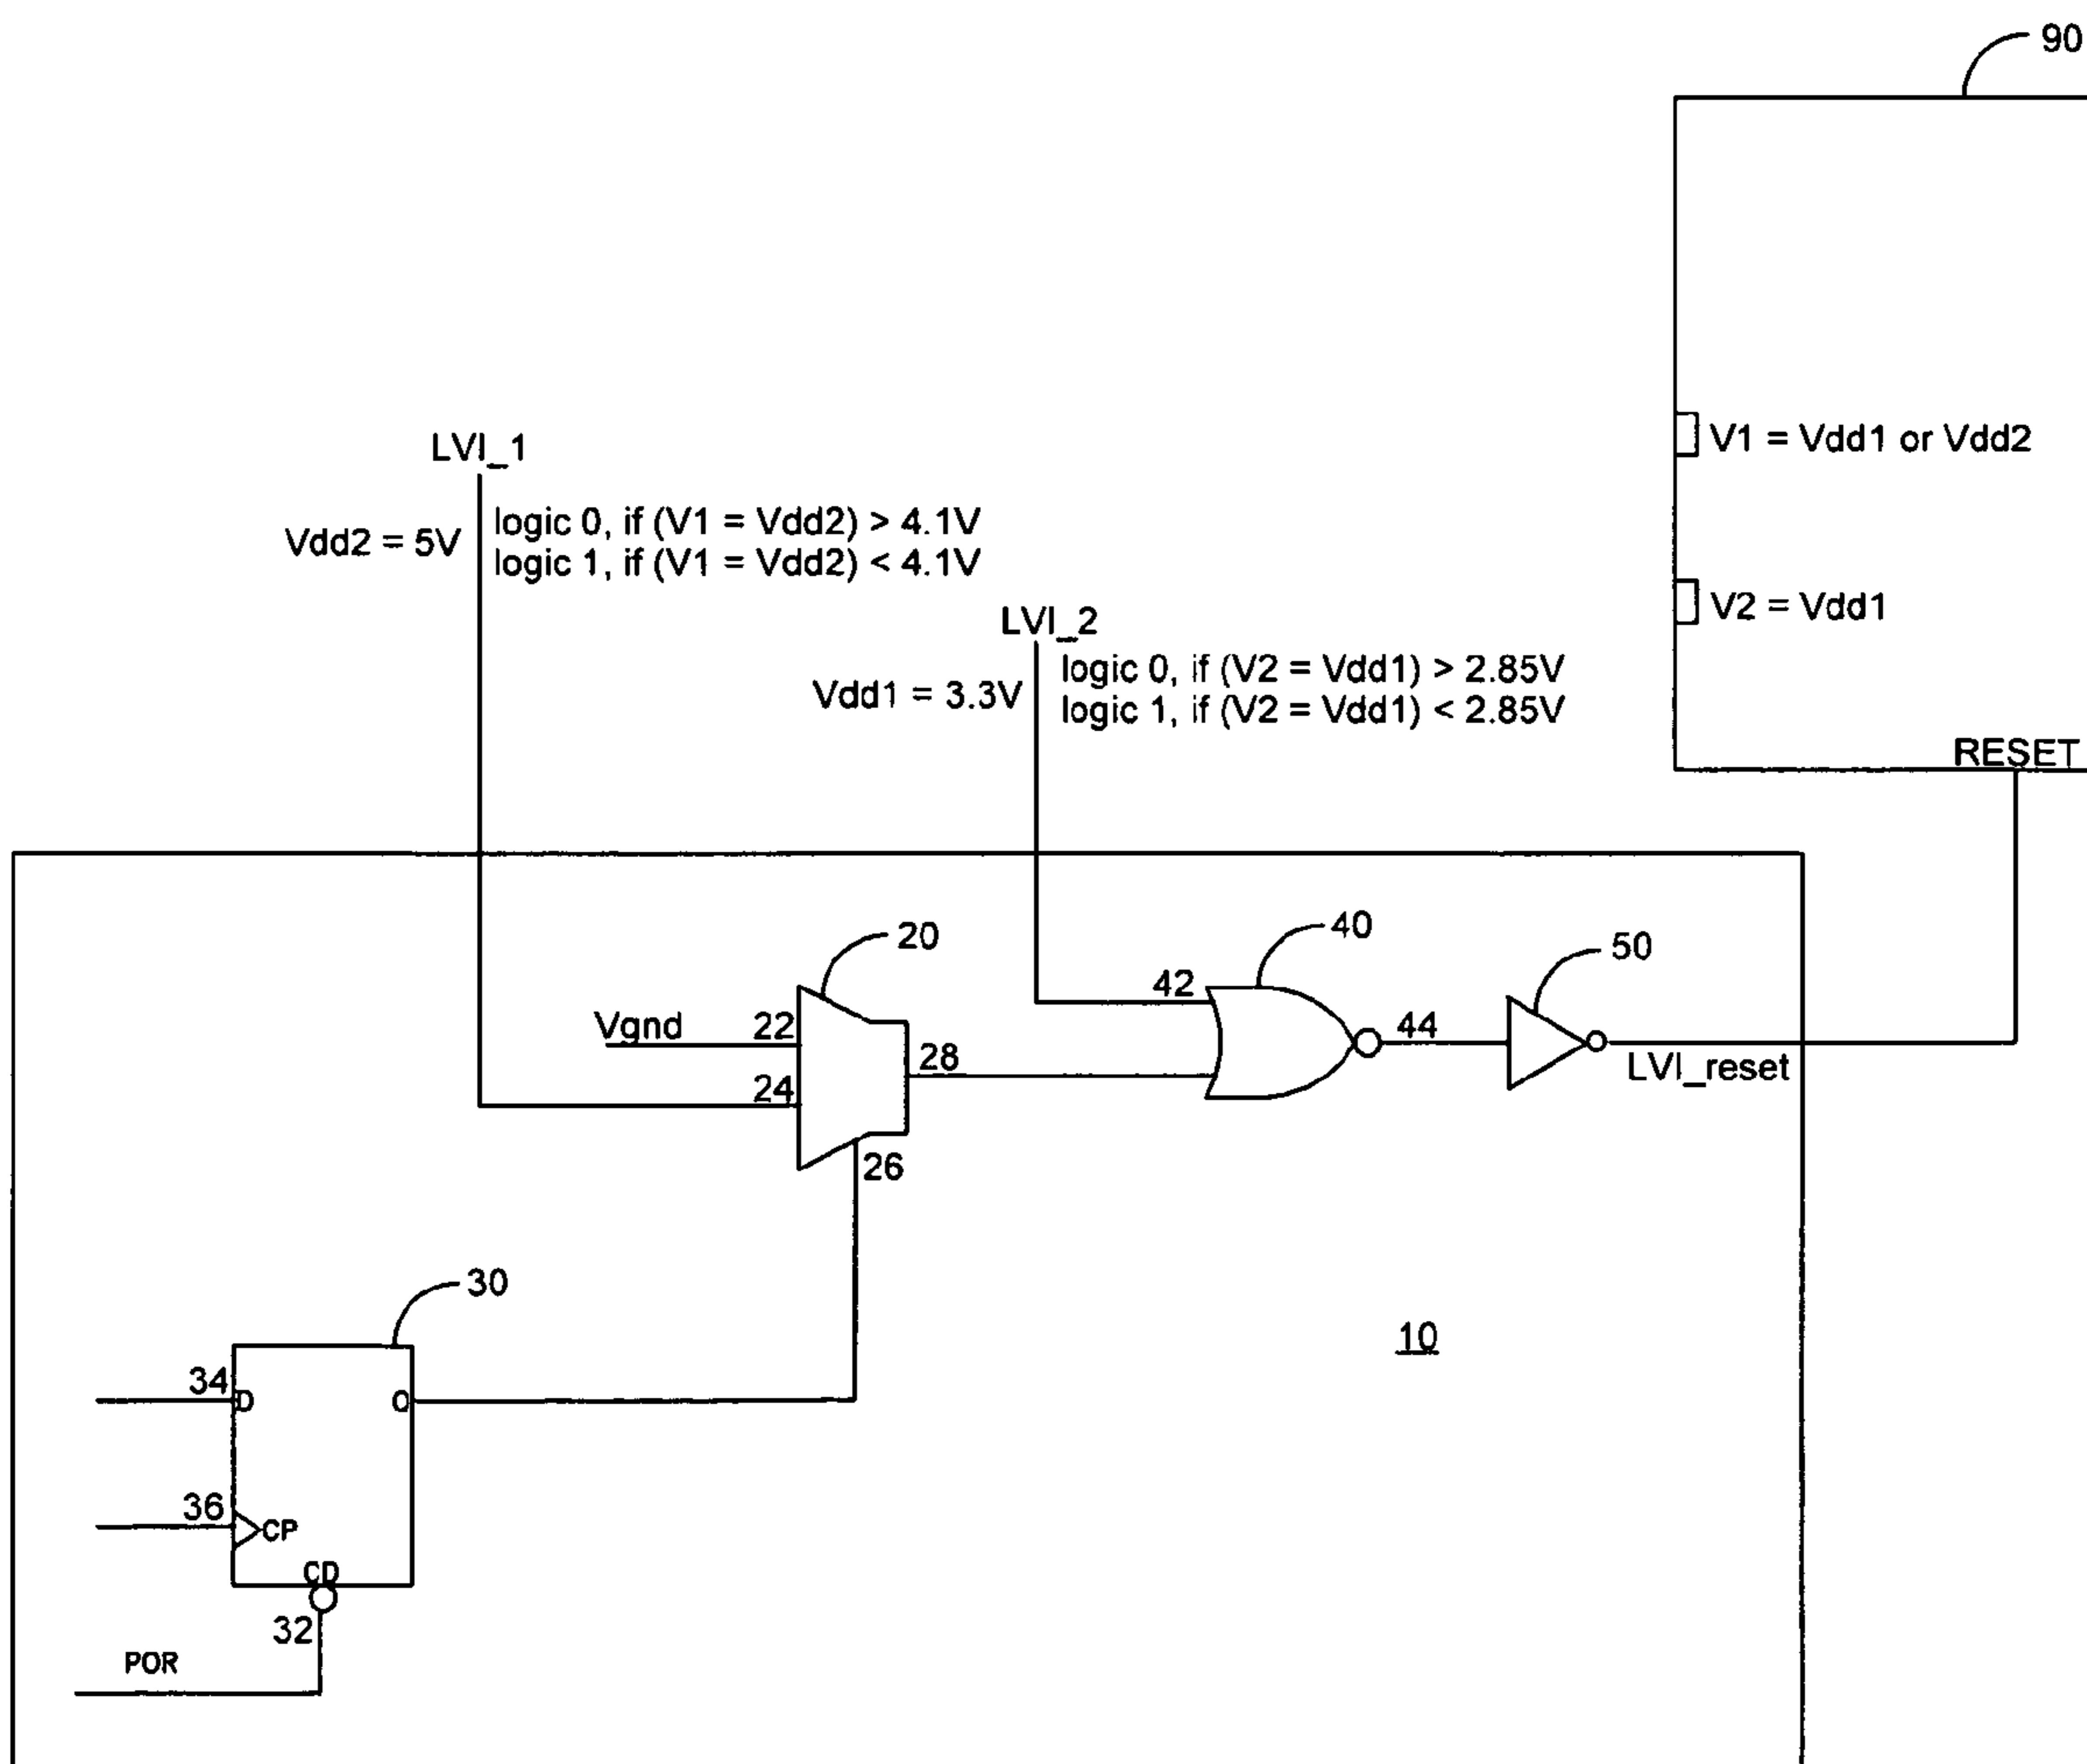 90
V1 = Vdd1 or Vdd2
V2 = Vdd1
RESET
LVI_1
Vdd2 = 5V
logic 0, if (V1 = Vdd2) > 4.1V
logic 1, if (V1 = Vdd2) < 4.1V
LVI_2
Vdd1 = 3.3V
logic 0, if (V2 = Vdd1) > 2.85V
logic 1, if (V2 = Vdd1) < 2.85V
20
40
50
Vgnd
22
24
28
26
42
44
LVI_reset
30
10
34
D
Q
36
CP
CD
32
POR